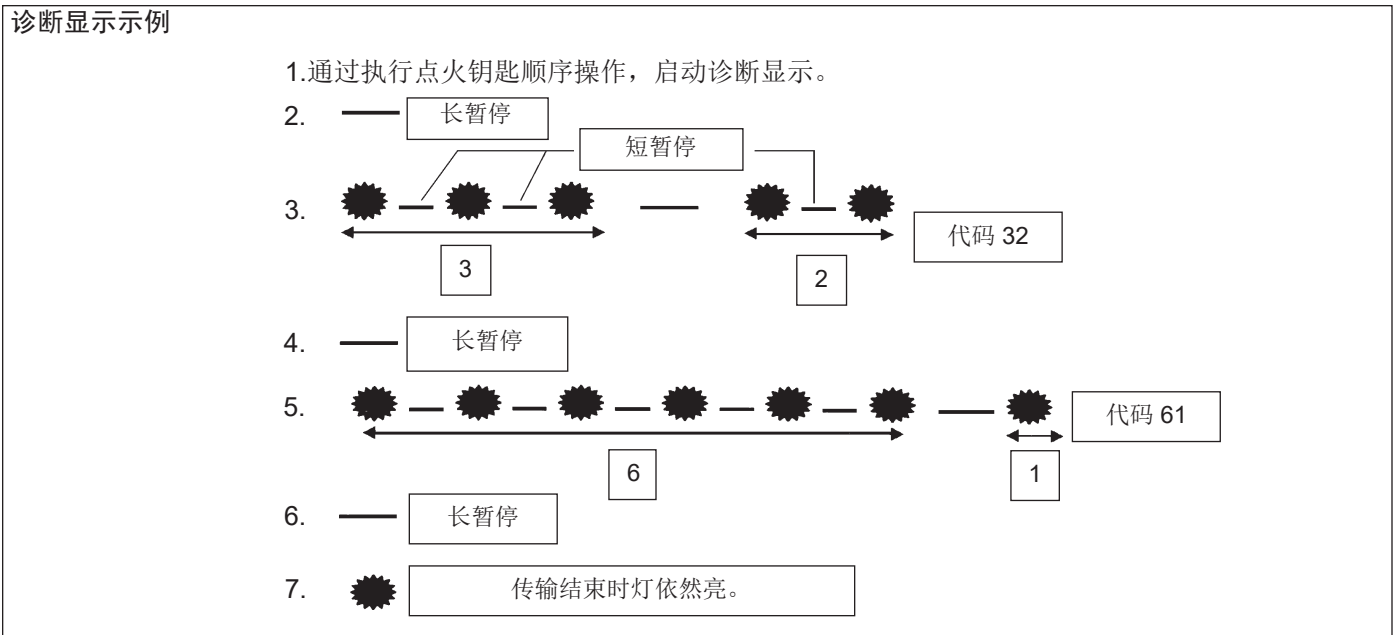 诊断显示示例
1.通过执行点火钥匙顺序操作，启动诊断显示。
2. 长暂停
短暂停
3.
代码 32
3 2
4. 长暂停
5.
代码 61
6 1
6. 长暂停
7. 传输结束时灯依然亮。